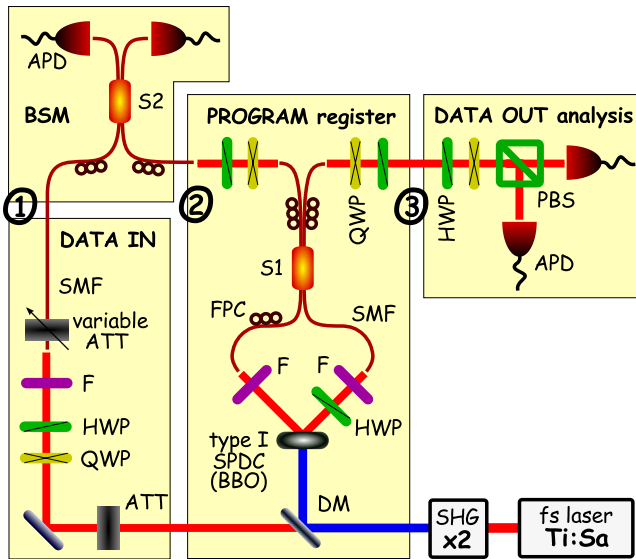 APD
S2
BSM
PROGRAM register
DATA OUT analysis
1
2
3
QWP
HWP
PBS
APD
DATA IN
S1
SMF
FPC
SMF
variable
ATT
F
F
F
HWP
HWP
QWP
type I
SPDC
(BBO)
ATT
DM
SHG
x2
fs laser
Ti:Sa